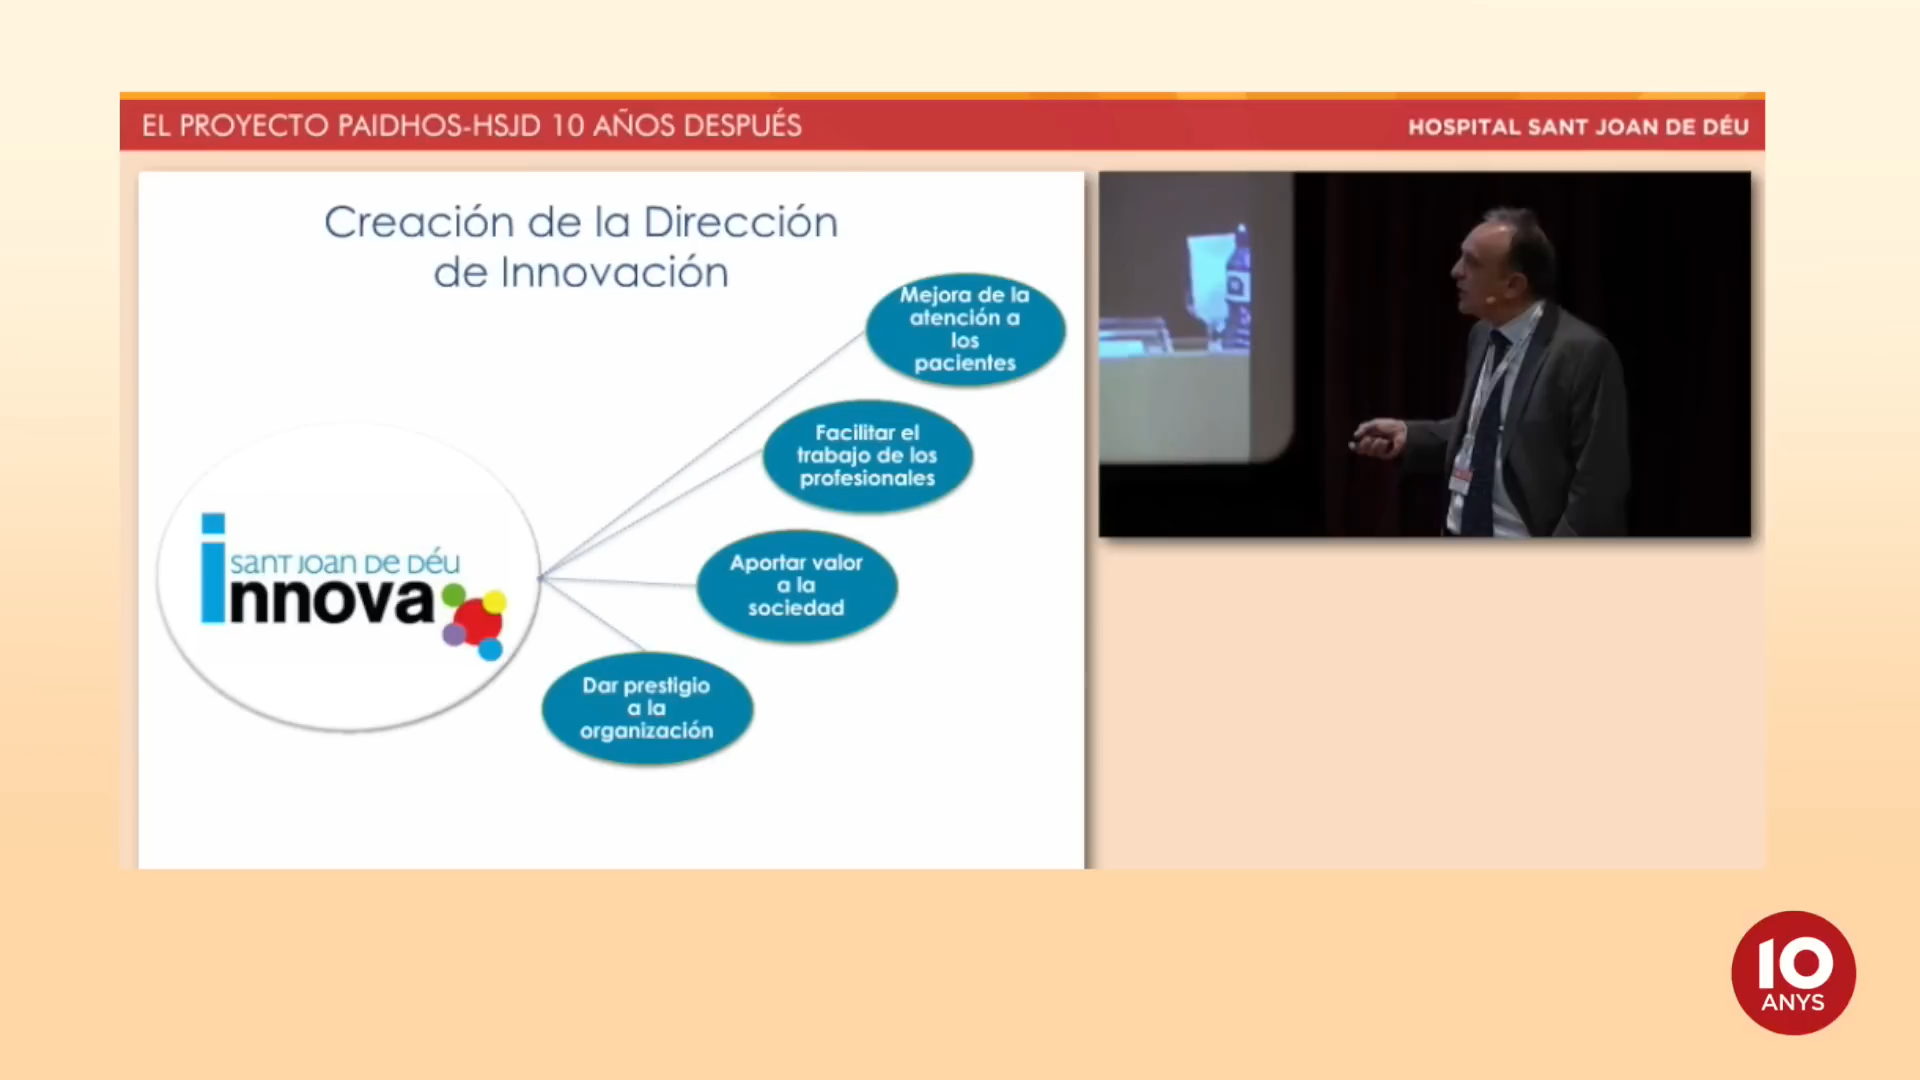 EL PROYECTO PAIDHOS-HSJD 10 AÑOS DESPUÉS
HOSPITAL SANT JOAN DE DÉU
Creación de la Dirección
de Innovación
Mejora de la
atención a
los
pacientes
Facilitar el
trabajo de los
profesionales
Aportar valor
a la
sociedad
Dar prestigio
a la
organización
SANT JOAN DE DÉU
innova
10
ANYS